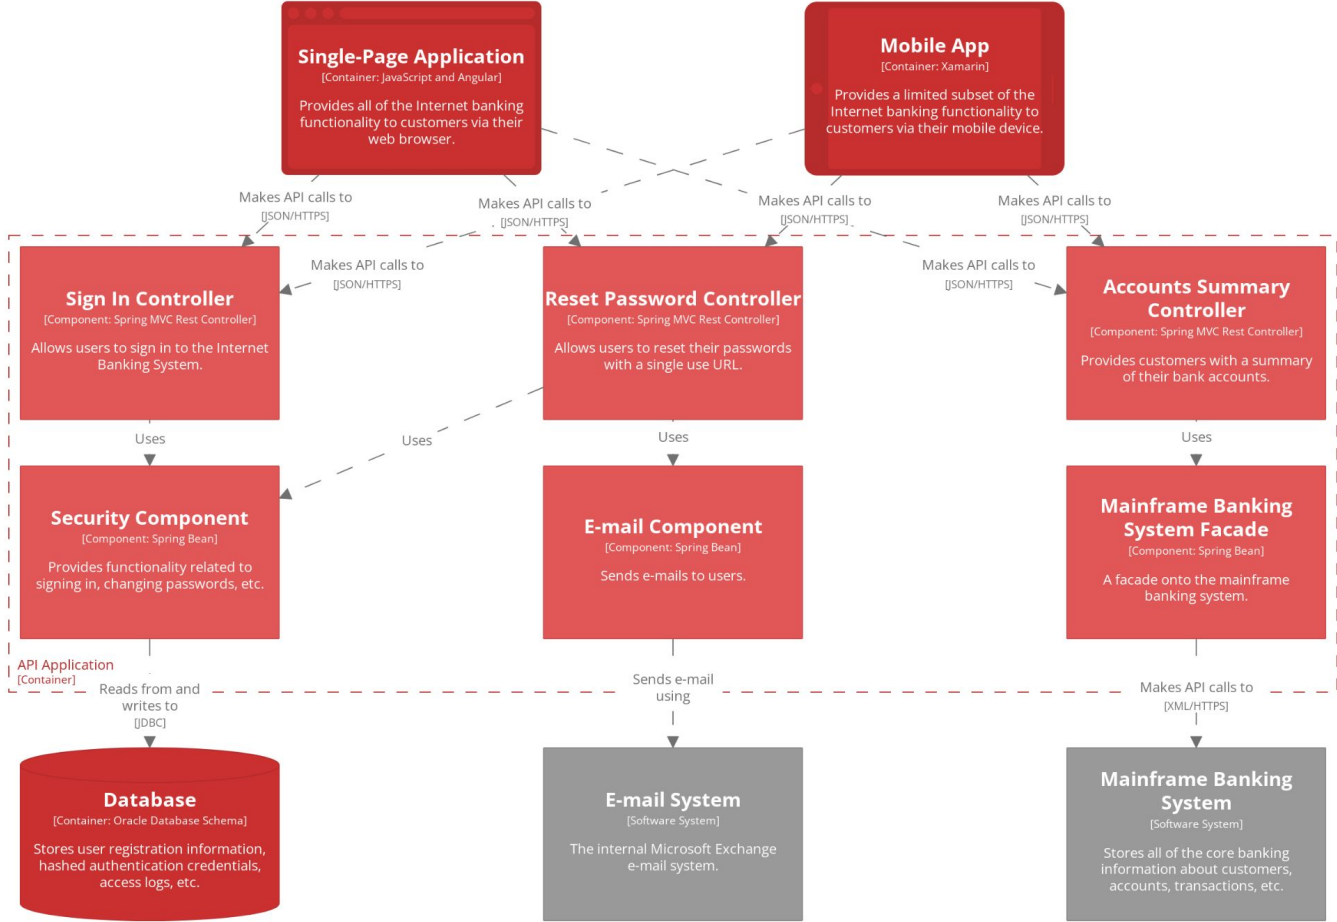 Single-Page Application
[Container: JavaScript and Angular]
Provides all of the Internet banking
functionality to customers via their
web browser.
Mobile App
[Container: Xamarin]
Provides a limited subset of the
Internet banking functionality to
customers via their mobile device.
Makes API calls to
[JSON/HTTPS]
Makes API calls to
[JSON/HTTPS]
Makes API calls to
[JSON/HTTPS]
Makes API calls to
[JSON/HTTPS]
Makes API calls to
[JSON/HTTPS]
Makes API calls to
[JSON/HTTPS]
Sign In Controller
[Component: Spring MVC Rest Controller]
Allows users to sign in to the Internet
Banking System.
Reset Password Controller
[Component: Spring MVC Rest Controller]
Allows users to reset their passwords
with a single use URL.
Accounts Summary
Controller
[Component: Spring MVC Rest Controller]
Provides customers with a summary
of their bank accounts.
Uses
Uses
Uses
Uses
Security Component
[Component: Spring Bean]
Provides functionality related to
signing in, changing passwords, etc.
E-mail Component
[Component: Spring Bean]
Sends e-mails to users.
Mainframe Banking
System Facade
[Component: Spring Bean]
A facade onto the mainframe
banking system.
API Application
[Container]
Reads from and
writes to
[JDBC]
Sends e-mail
using
Makes API calls to
[XML/HTTPS]
Database
[Container: Oracle Database Schema]
Stores user registration information,
hashed authentication credentials,
access logs, etc.
E-mail System
[Software System]
The internal Microsoft Exchange
e-mail system.
Mainframe Banking
System
[Software System]
Stores all of the core banking
information about customers,
accounts, transactions, etc.